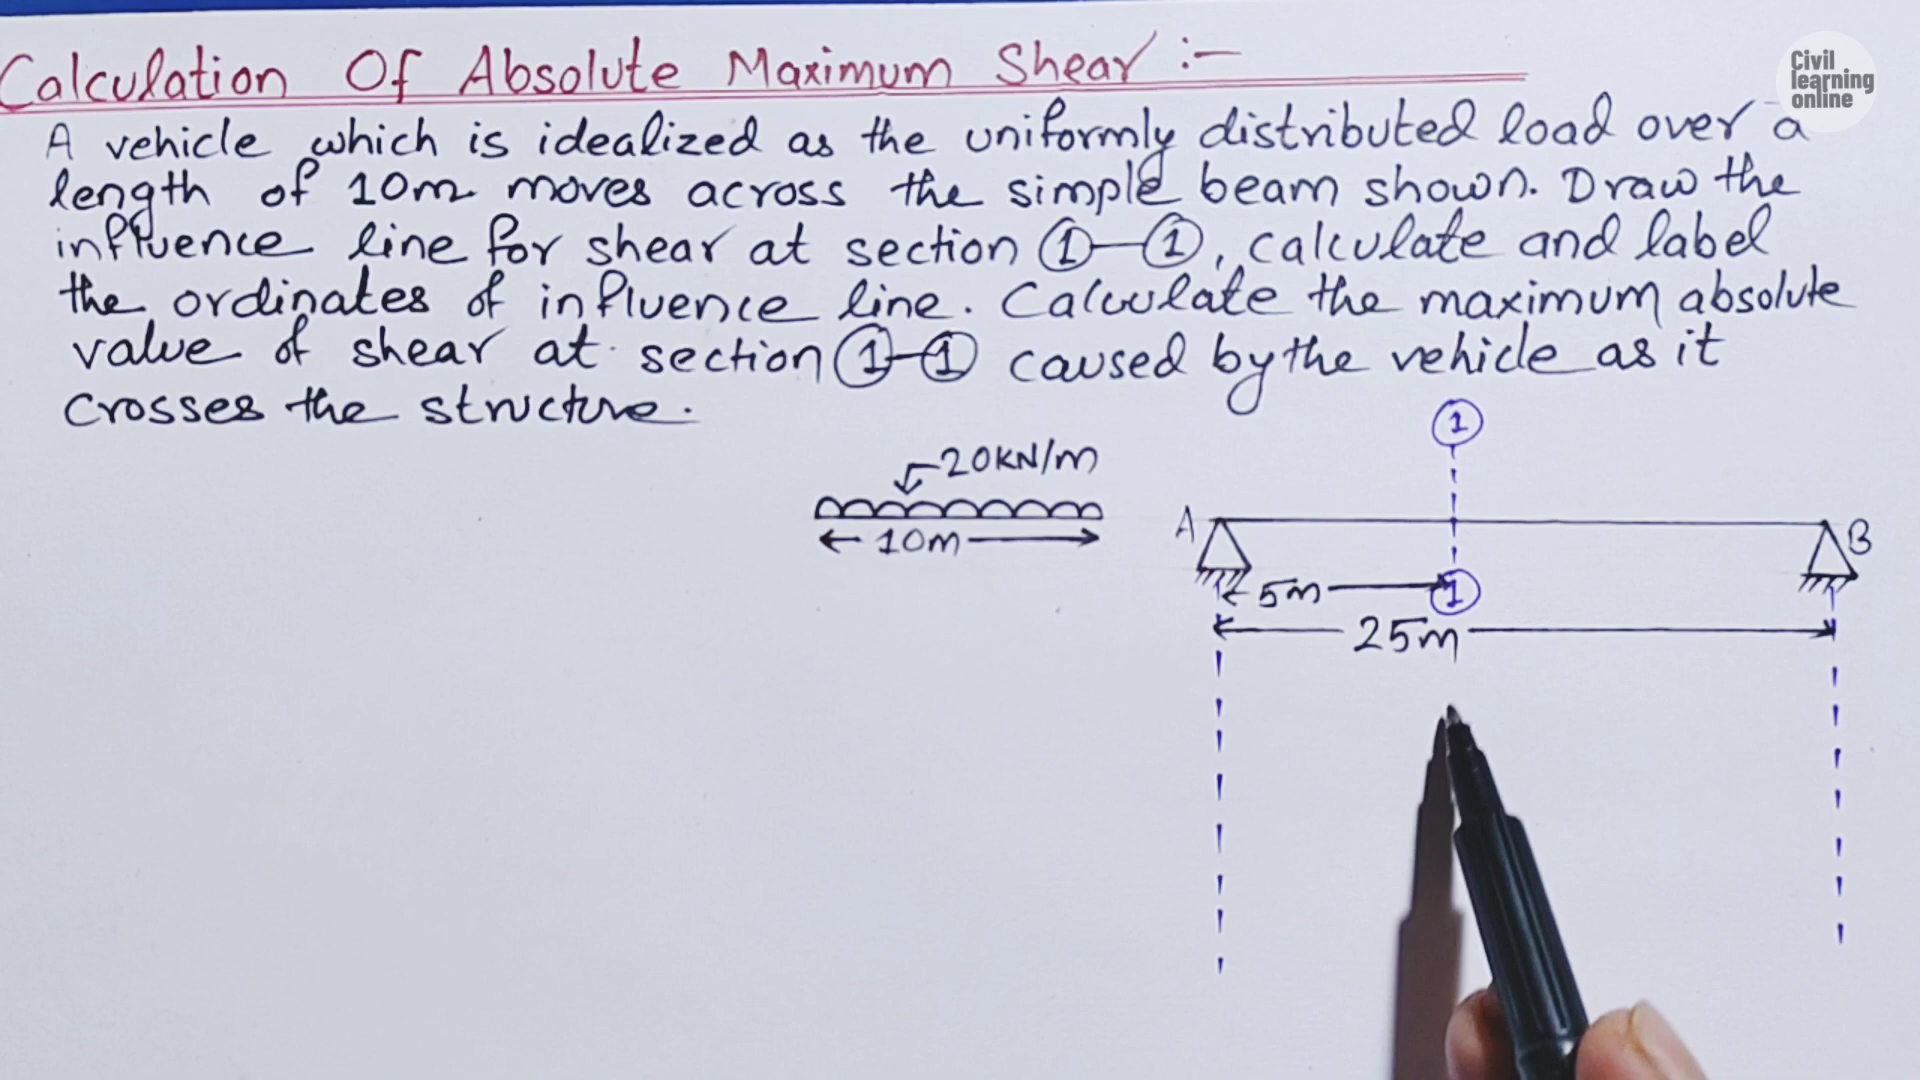 Calculation Of Absolute Maximum Shear :-
Civil
learning
online
A vehicle which is idealized as the uniformly distributed load over a
length of 10m moves across the simple beam shown. Draw the
influence line for shear at section ①—①, calculate and label
the ordinates of influence line. Calculate the maximum absolute
value of shear at section ①-① caused by the vehicle as it
crosses the structure.
①
20KN/m
A
B
10m
5m
①
25m